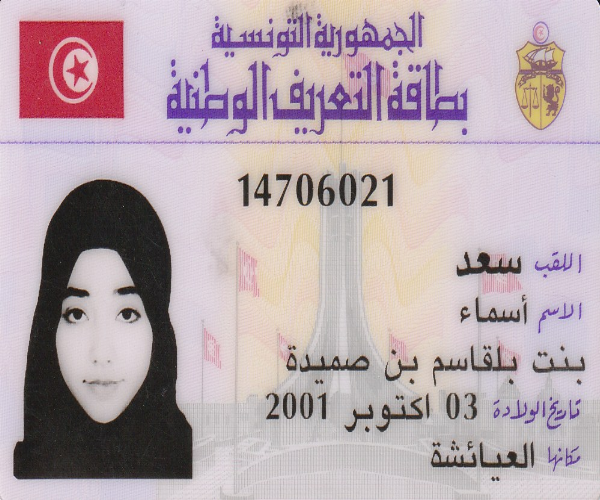 الجمهورية التونسية
بطاقة التعريف الوطنية
14706021
اللقب سعد
الاسم أسماء
بنت بلقاسم بن صميدة
تاريخ الولادة 03 اكتوبر 2001
مكانها العيائشة